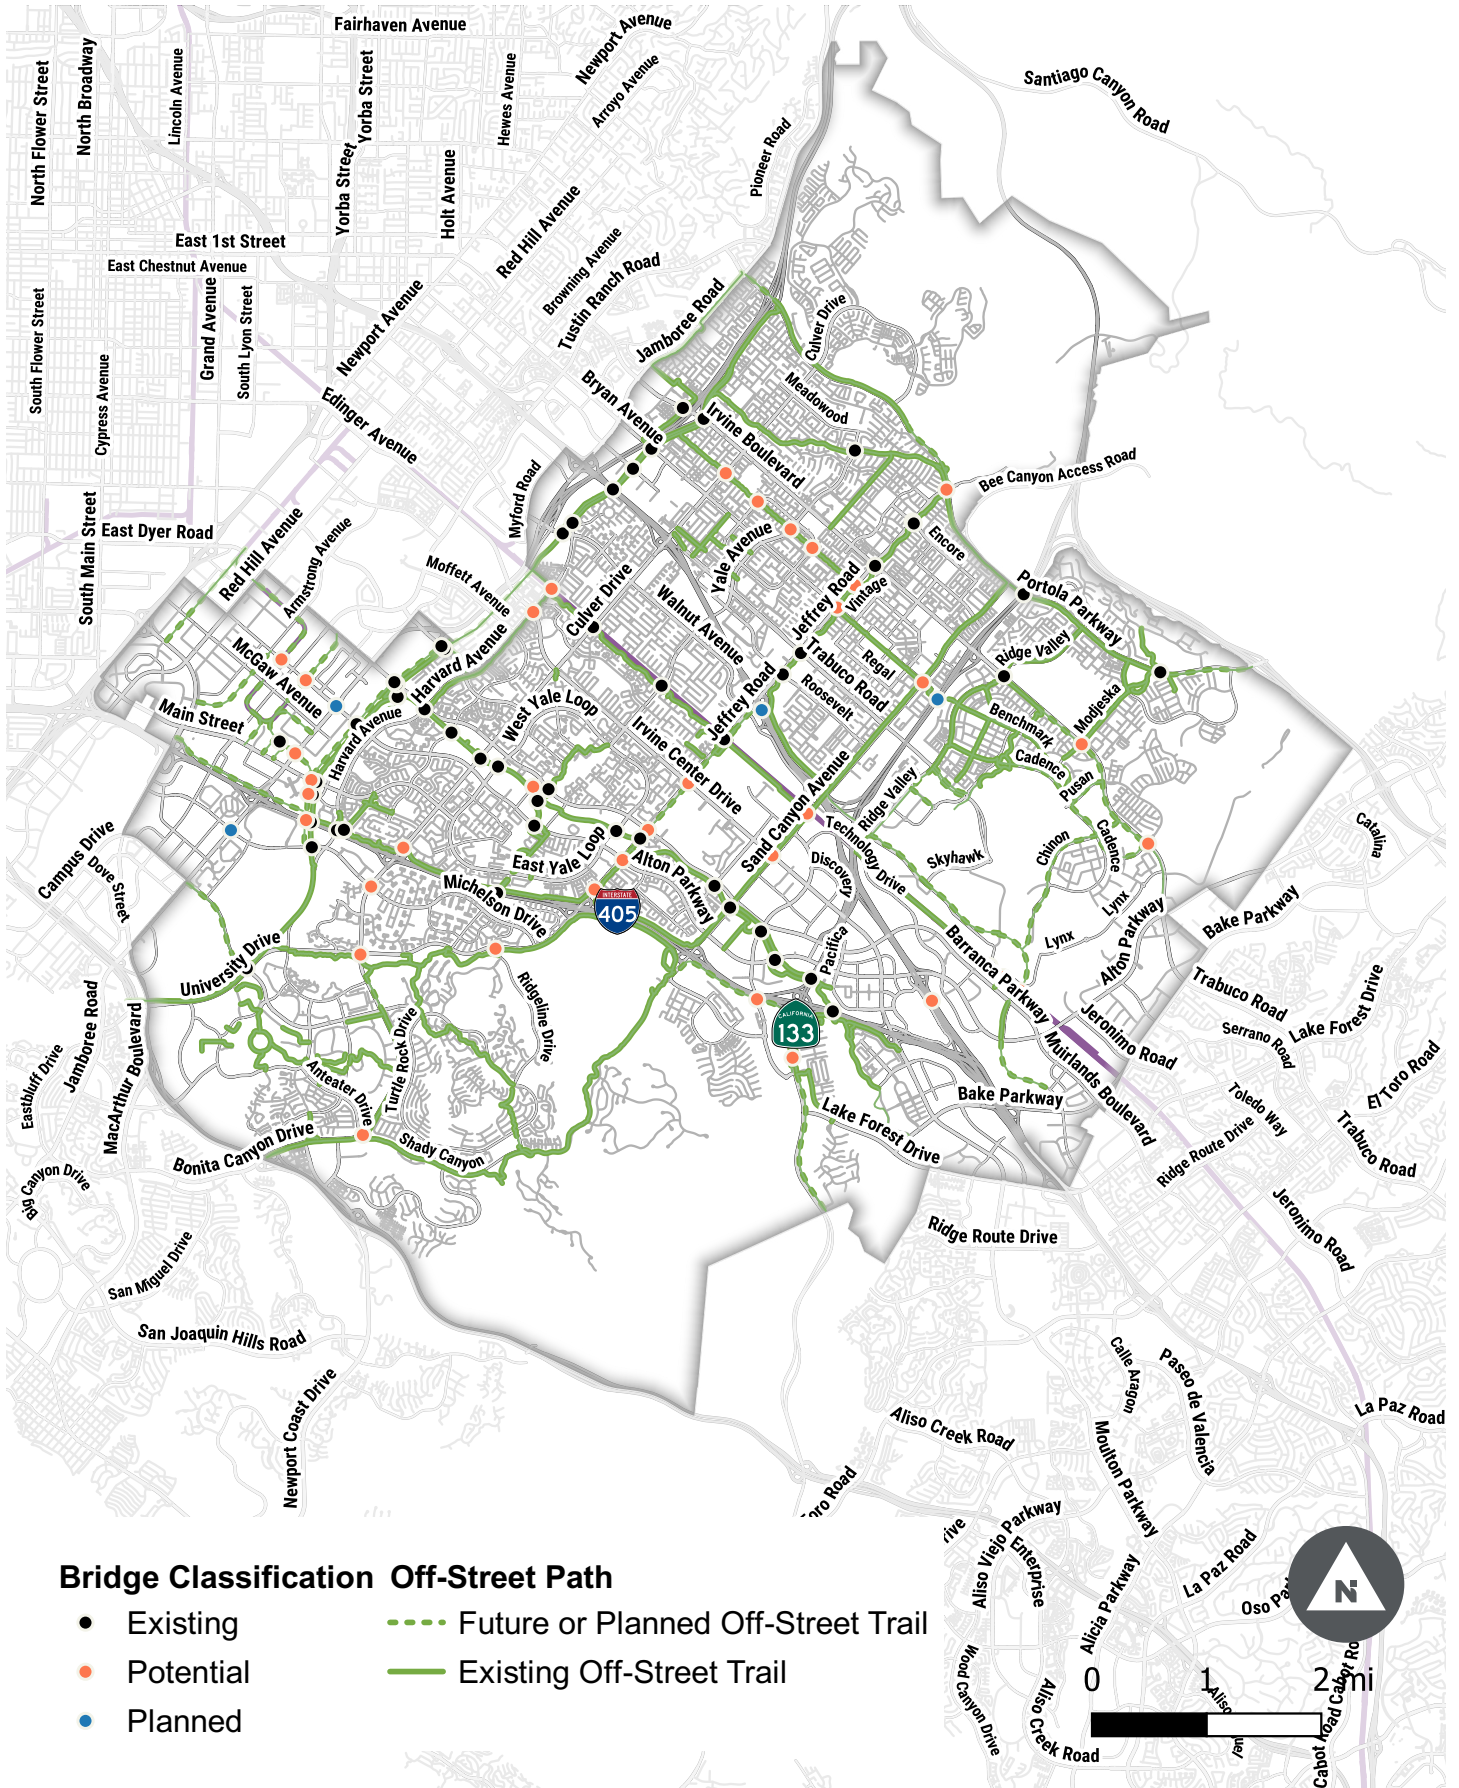 Fairhaven Avenue
Newport Avenue
Arroyo Avenue
Santiago Canyon Road
North Flower Street
North Broadway
Lincoln Avenue
Yorba Street
Hewes Avenue
Pioneer Road
Yorba Street
Holt Avenue
Red Hill Avenue
Browning Avenue
Tustin Ranch Road
East 1st Street
East Chestnut Avenue
Grand Avenue
South Lyon Street
South Flower Street
Cypress Avenue
Newport Avenue
Jamboree Road
Culver Drive
Edinger Avenue
Bryan Avenue
Meadowood
Irvine Boulevard
Bee Canyon Access Road
Myford Road
South Main Street
East Dyer Road
Red Hill Avenue
Armstrong Avenue
Moffett Avenue
Yale Avenue
Encore
Culver Drive
Walnut Avenue
Jeffrey Road
Vintage
Portola Parkway
Ridge Valley
McGaw Avenue
Harvard Avenue
Trabuco Road
Regal
Roosevelt
Main Street
Harvard Avenue
West Yale Loop
Irvine Center Drive
Jeffrey Road
Benchmark
Modjeska
Cadence
Pusan
Sand Canyon Avenue
Ridge Valley
Technology Drive
Campus Drive
Dove Street
East Yale Loop
Alton Parkway
Discovery
Skyhawk
Chinon
Cadence
Catalina
Michelson Drive
INTERSTATE
405
Lynx
Lynx
Alton Parkway
Bake Parkway
University Drive
Pacifica
Barranca Parkway
Trabuco Road
Jamboree Road
MacArthur Boulevard
Eastbluff Drive
Turtle Rock Drive
Ridgeline Drive
CALIFORNIA
133
Jeronimo Road
Serrano Road
Lake Forest Drive
Anteater Drive
Bake Parkway
Muirlands Boulevard
Toledo Way
El Toro Road
Bonita Canyon Drive
Shady Canyon
Lake Forest Drive
Ridge Route Drive
Trabuco Road
Big Canyon Drive
San Miguel Drive
Ridge Route Drive
Jeronimo Road
San Joaquin Hills Road
Newport Coast Drive
Calle Aragon
Paseo de Valencia
La Paz Road
Aliso Creek Road
Moulton Parkway
oro Road
rive
Aliso Viejo Parkway
Enterprise
Alicia Parkway
La Paz Road
Oso Pa
Wood Canyon Drive
Aliso Creek Road
Aliso
Cabot Road
Cabot Ro
N
0 1 2 mi
Bridge Classification
Existing
Potential
Planned
Off-Street Path
Future or Planned Off-Street Trail
Existing Off-Street Trail